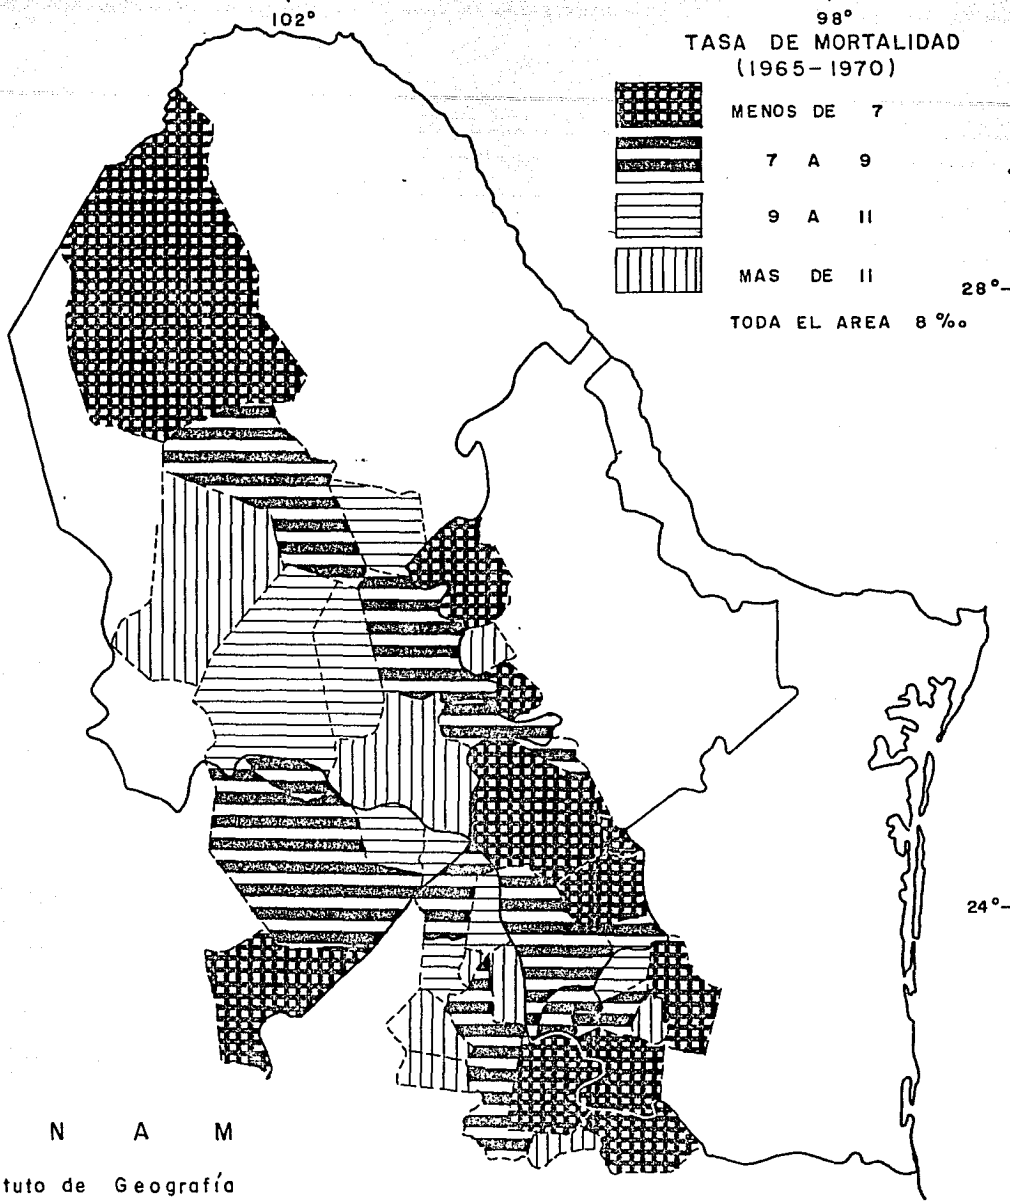 102°
98°
TASA DE MORTALIDAD
(1965-1970)
MENOS DE 7
7 A 9
9 A 11
MAS DE 11
28°
TODA EL AREA 8 %o
24°
N A M
tuto de Geografía